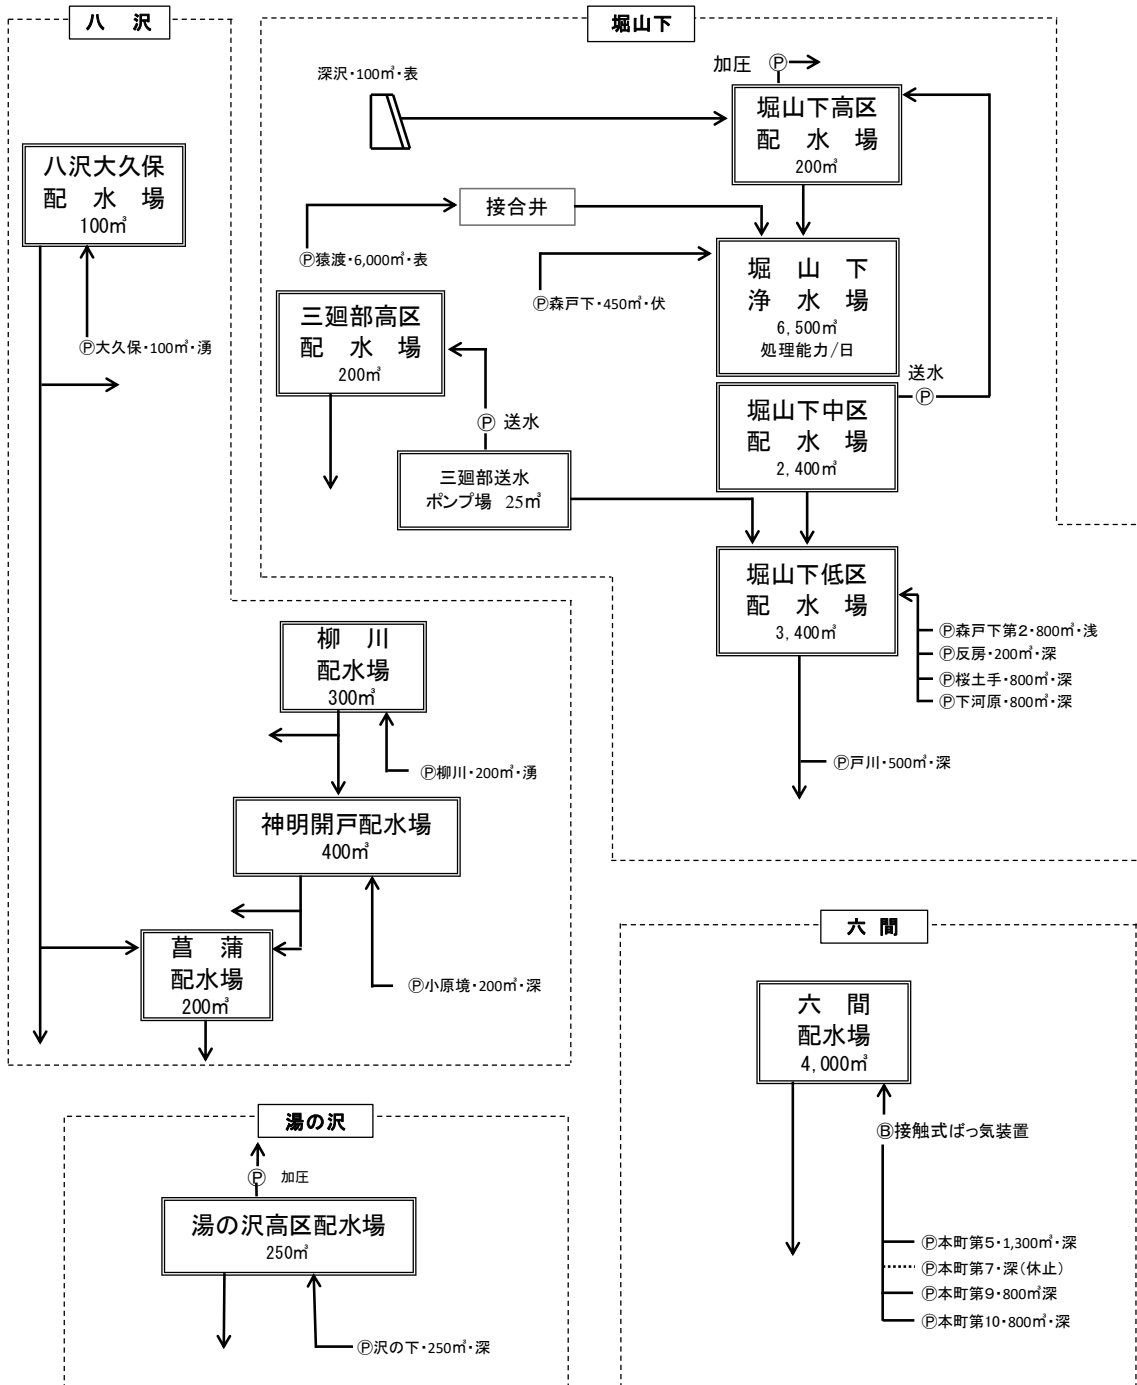 八 沢
八沢大久保
配 水 場
100㎥
Ⓟ大久保・100㎥・湧
柳 川
配水場
300㎥
Ⓟ柳川・200㎥・湧
神明開戸配水場
400㎥
菖 蒲
配水場
200㎥
Ⓟ小原境・200㎥・深
堀山下
深沢・100㎥・表
加圧 Ⓟ
堀山下高区
配 水 場
200㎥
接合井
Ⓟ猿渡・6,000㎥・表
Ⓟ森戸下・450㎥・伏
堀 山 下
浄 水 場
6,500㎥
処理能力/日
三廻部高区
配 水 場
200㎥
Ⓟ 送水
送水
Ⓟ
堀山下中区
配 水 場
2,400㎥
三廻部送水
ポンプ場 25㎥
堀山下低区
配 水 場
3,400㎥
Ⓟ森戸下第2・800㎥・浅
Ⓟ反房・200㎥・深
Ⓟ桜土手・800㎥・深
Ⓟ下河原・800㎥・深
Ⓟ戸川・500㎥・深
湯の沢
Ⓟ 加圧
湯の沢高区配水場
250㎥
Ⓟ沢の下・250㎥・深
六 間
六 間
配水場
4,000㎥
Ⓑ接触式ばっ気装置
Ⓟ本町第5・1,300㎥・深
Ⓟ本町第7・深(休止)
Ⓟ本町第9・800㎥深
Ⓟ本町第10・800㎥・深